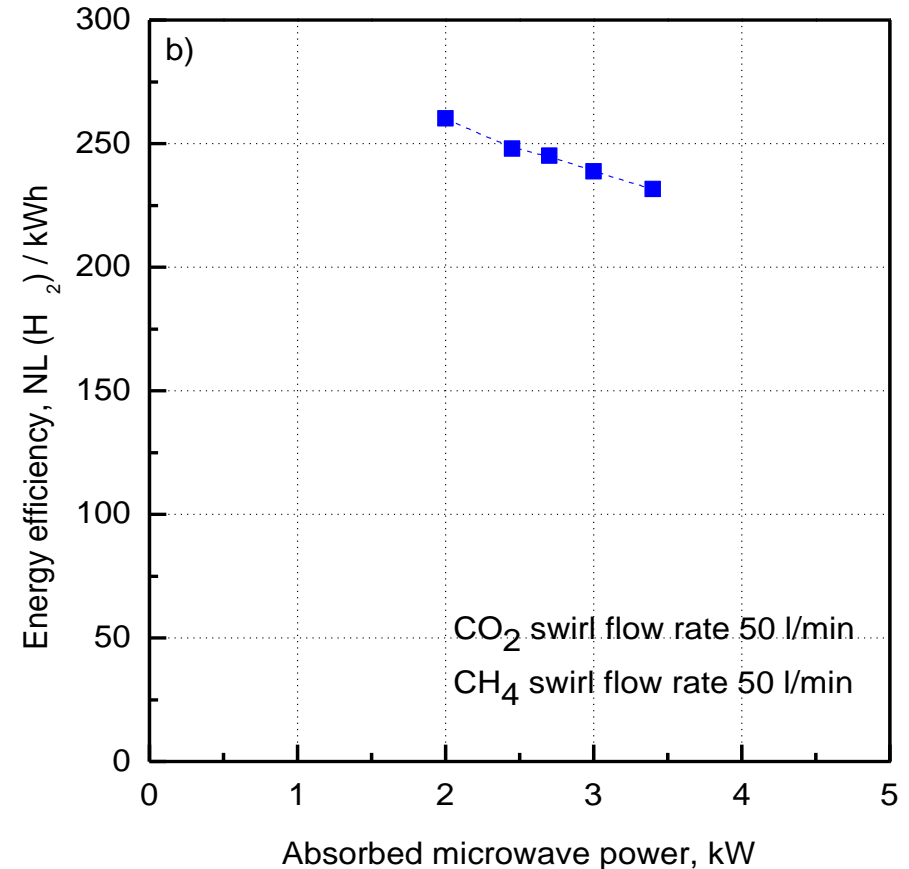 b)
300
250
200
150
100
50
0
Energy efficiency, NL (H 2) / kWh
CO2 swirl flow rate 50 l/min
CH4 swirl flow rate 50 l/min
0 1 2 3 4 5
Absorbed microwave power, kW